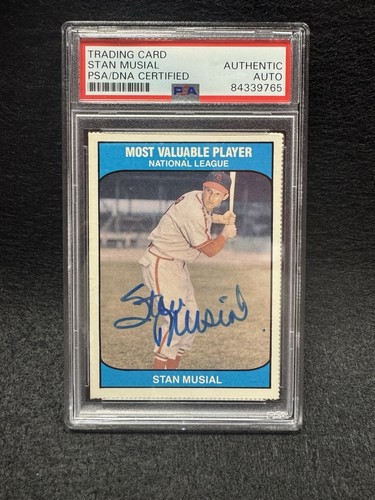 TRADING CARD
STAN MUSIAL
PSA/DNA CERTIFIED
AUTHENTIC
AUTO
84339765
PSA
MOST VALUABLE PLAYER
NATIONAL LEAGUE
Stan Musial
STAN MUSIAL